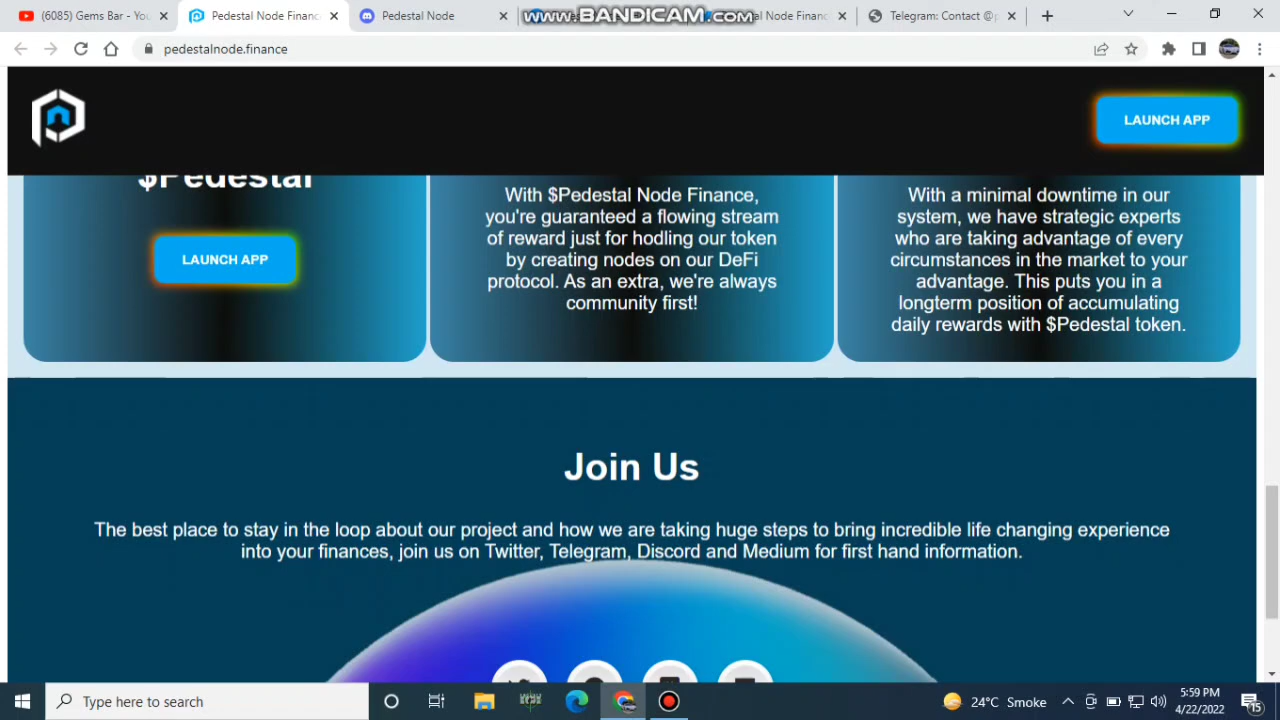 (6085) Gems Bar - You
Pedestal Node Financ
Pedestal Node
www.BANDICAM.com
al Node Financ
Telegram: Contact @p
pedestalnode.finance
LAUNCH APP
$Pedestal
LAUNCH APP
With $Pedestal Node Finance,
you're guaranteed a flowing stream
of reward just for hodling our token
by creating nodes on our DeFi
protocol. As an extra, we're always
community first!
With a minimal downtime in our
system, we have strategic experts
who are taking advantage of every
circumstances in the market to your
advantage. This puts you in a
longterm position of accumulating
daily rewards with $Pedestal token.
Join Us
The best place to stay in the loop about our project and how we are taking huge steps to bring incredible life changing experience
into your finances, join us on Twitter, Telegram, Discord and Medium for first hand information.
Type here to search
24°C Smoke
5:59 PM
4/22/2022
15